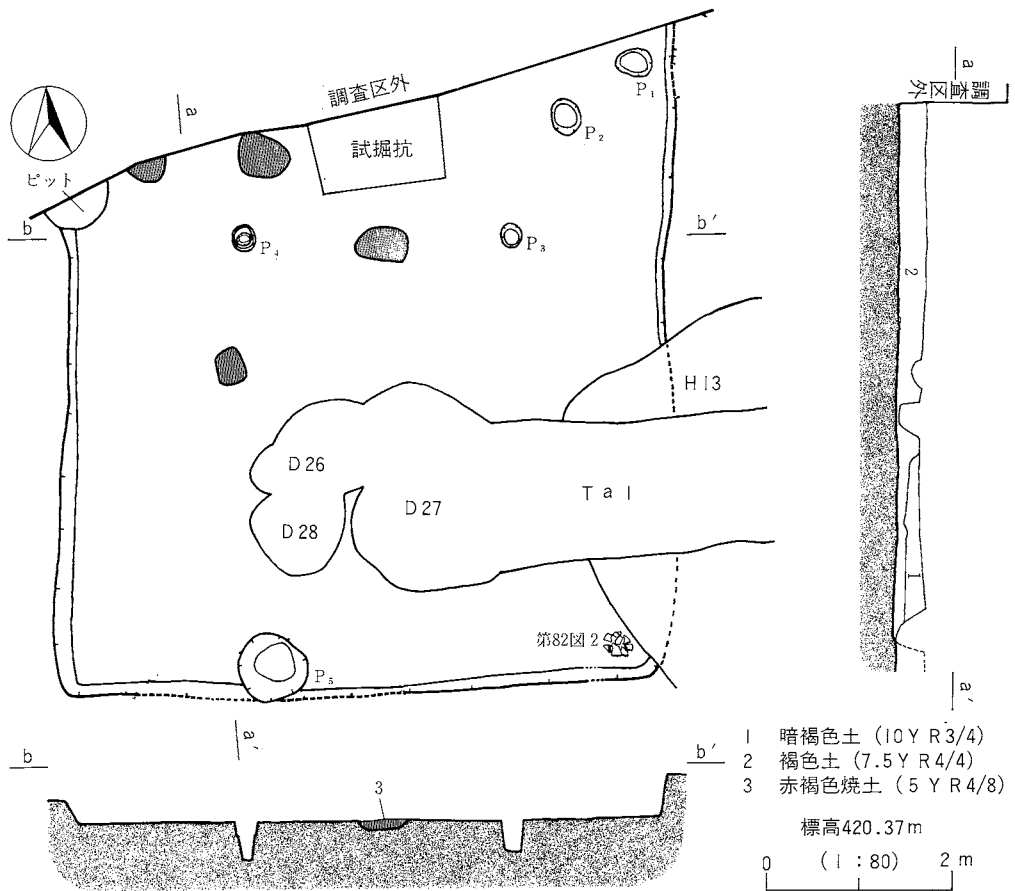 a
調査区外
試掘抗
ピット
P₁
P₂
a
調査区外
b
P₄
P₃
b'
2
H13
D26
D28
D27
Ta1
1
第82図 2
P₅
a'
a'
b
3
b'
1 暗褐色土 (10YR3/4)
2 褐色土 (7.5YR4/4)
3 赤褐色焼土 (5YR4/8)
標高420.37m
0 (1:80) 2m